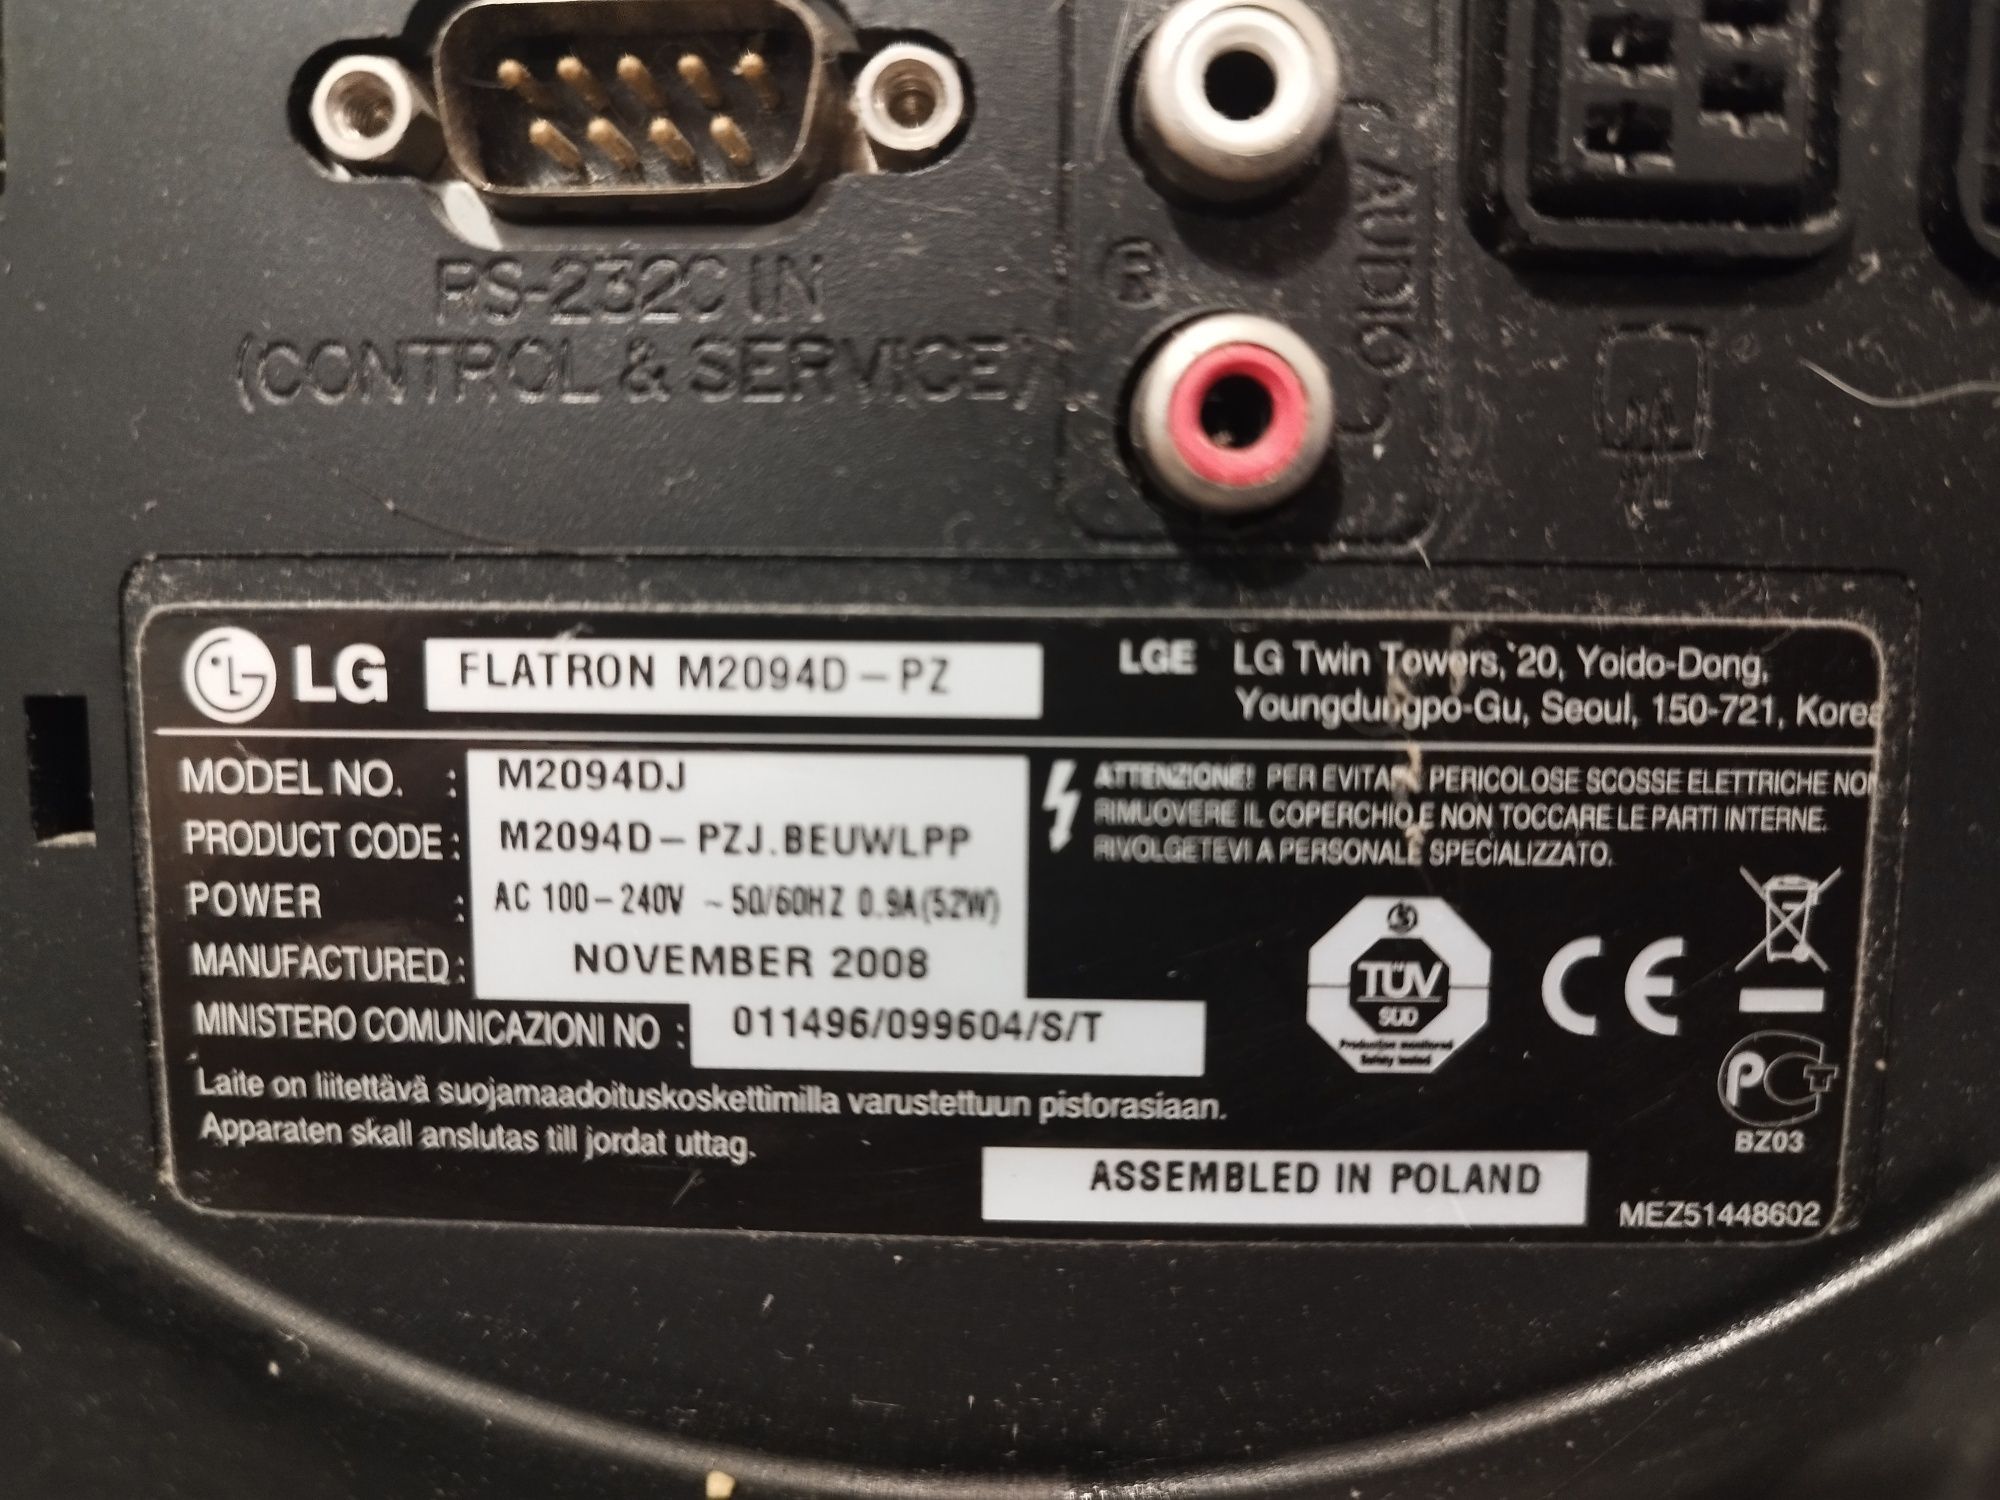 RS-232C IN
(CONTROL & SERVICE)
(R)
AUDIO
LG
FLATRON M2094D-PZ
LGE LG Twin Towers,`20, Yoido-Dong,
Youngdungpo-Gu, Seoul, 150-721, Korea
MODEL NO. : M2094DJ
PRODUCT CODE : M2094D-PZJ.BEUWLPP
POWER : AC 100-240V ~50/60HZ 0.9A(52W)
MANUFACTURED : NOVEMBER 2008
MINISTERO COMUNICAZIONI NO : 011496/099604/S/T
ATTENZIONE! PER EVITARE PERICOLOSE SCOSSE ELETTRICHE NON
RIMUOVERE IL COPERCHIO E NON TOCCARE LE PARTI INTERNE.
RIVOLGETEVI A PERSONALE SPECIALIZZATO.
Laite on liitettävä suojamaadoituskoskettimilla varustettuun pistorasiaan.
Apparaten skall anslutas till jordat uttag.
TÜV
SÜD
Production monitored
Safety tested
CE
PCT
BZ03
ASSEMBLED IN POLAND
MEZ51448602